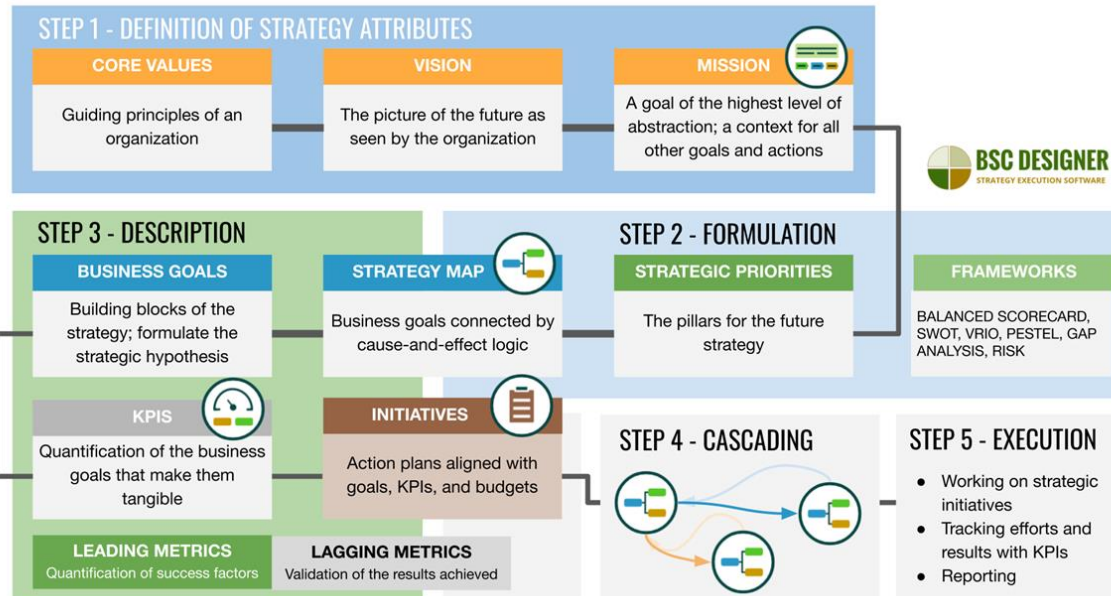 STEP 1 - DEFINITION OF STRATEGY ATTRIBUTES
CORE VALUES
Guiding principles of an
organization
VISION
The picture of the future as
seen by the organization
MISSION
A goal of the highest level of
abstraction; a context for all
other goals and actions
BSC DESIGNER
STRATEGY EXECUTION SOFTWARE
STEP 2 - FORMULATION
STRATEGIC PRIORITIES
The pillars for the future
strategy
FRAMEWORKS
BALANCED SCORECARD,
SWOT, VRIO, PESTEL, GAP
ANALYSIS, RISK
STEP 3 - DESCRIPTION
STRATEGY MAP
Business goals connected by
cause-and-effect logic
BUSINESS GOALS
Building blocks of the
strategy; formulate the
strategic hypothesis
KPIS
Quantification of the business
goals that make them
tangible
INITIATIVES
Action plans aligned with
goals, KPIs, and budgets
LEADING METRICS
Quantification of success factors
LAGGING METRICS
Validation of the results achieved
STEP 4 - CASCADING
STEP 5 - EXECUTION
● Working on strategic
initiatives
● Tracking efforts and
results with KPIs
● Reporting